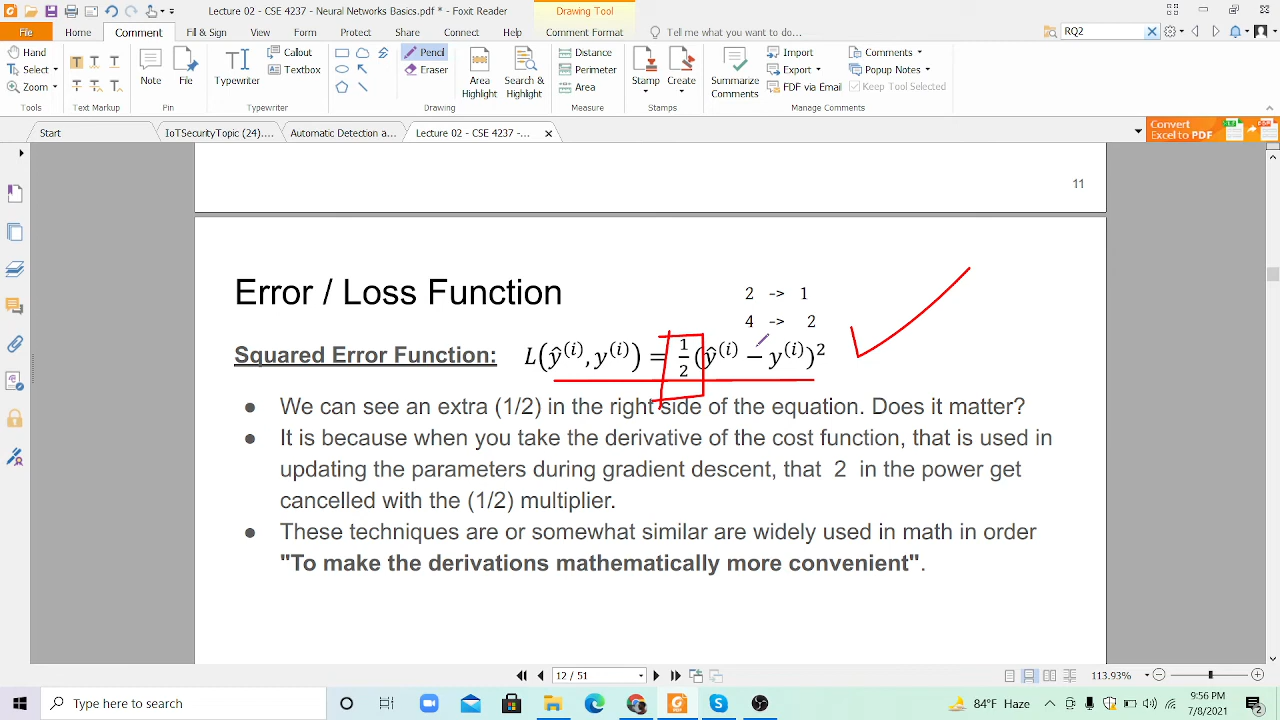 Lecture 02 - CSE 4237 - Neural Networks Basics.pdf * - Foxit Reader
Drawing Tool
File Home Comment View Form Protect Share Connect Help Comment Format Tell me what you want to do...
Fill & Sign
RQ2
Hand
Select
Zoom
Tools
Text Markup
Note
File
Pin
Typewriter
Callout
Textbox
Typewriter
Pencil
Eraser
Drawing
Area Highlight
Search & Highlight
Distance
Perimeter
Area
Measure
Stamp
Create
Stamps
Summarize Comments
Import
Export
FDF via Email
Comments
Popup Notes
Keep Tool Selected
Manage Comments
Start
IoTSecurityTopic (24)....
Automatic Detection a...
Lecture 02 - CSE 4237 -...
Convert Excel to PDF
11
Error / Loss Function
2 -> 1
4 -> 2
Squared Error Function: L(ŷ⁽ⁱ⁾, y⁽ⁱ⁾) = 1/2 (ŷ⁽ⁱ⁾ − y⁽ⁱ⁾)²
● We can see an extra (1/2) in the right side of the equation. Does it matter?
● It is because when you take the derivative of the cost function, that is used in
updating the parameters during gradient descent, that 2 in the power get
cancelled with the (1/2) multiplier.
● These techniques are or somewhat similar are widely used in math in order
"To make the derivations mathematically more convenient".
12 / 51
113.93%
Type here to search
84°F Haze
9:56 PM
7/8/2021
2